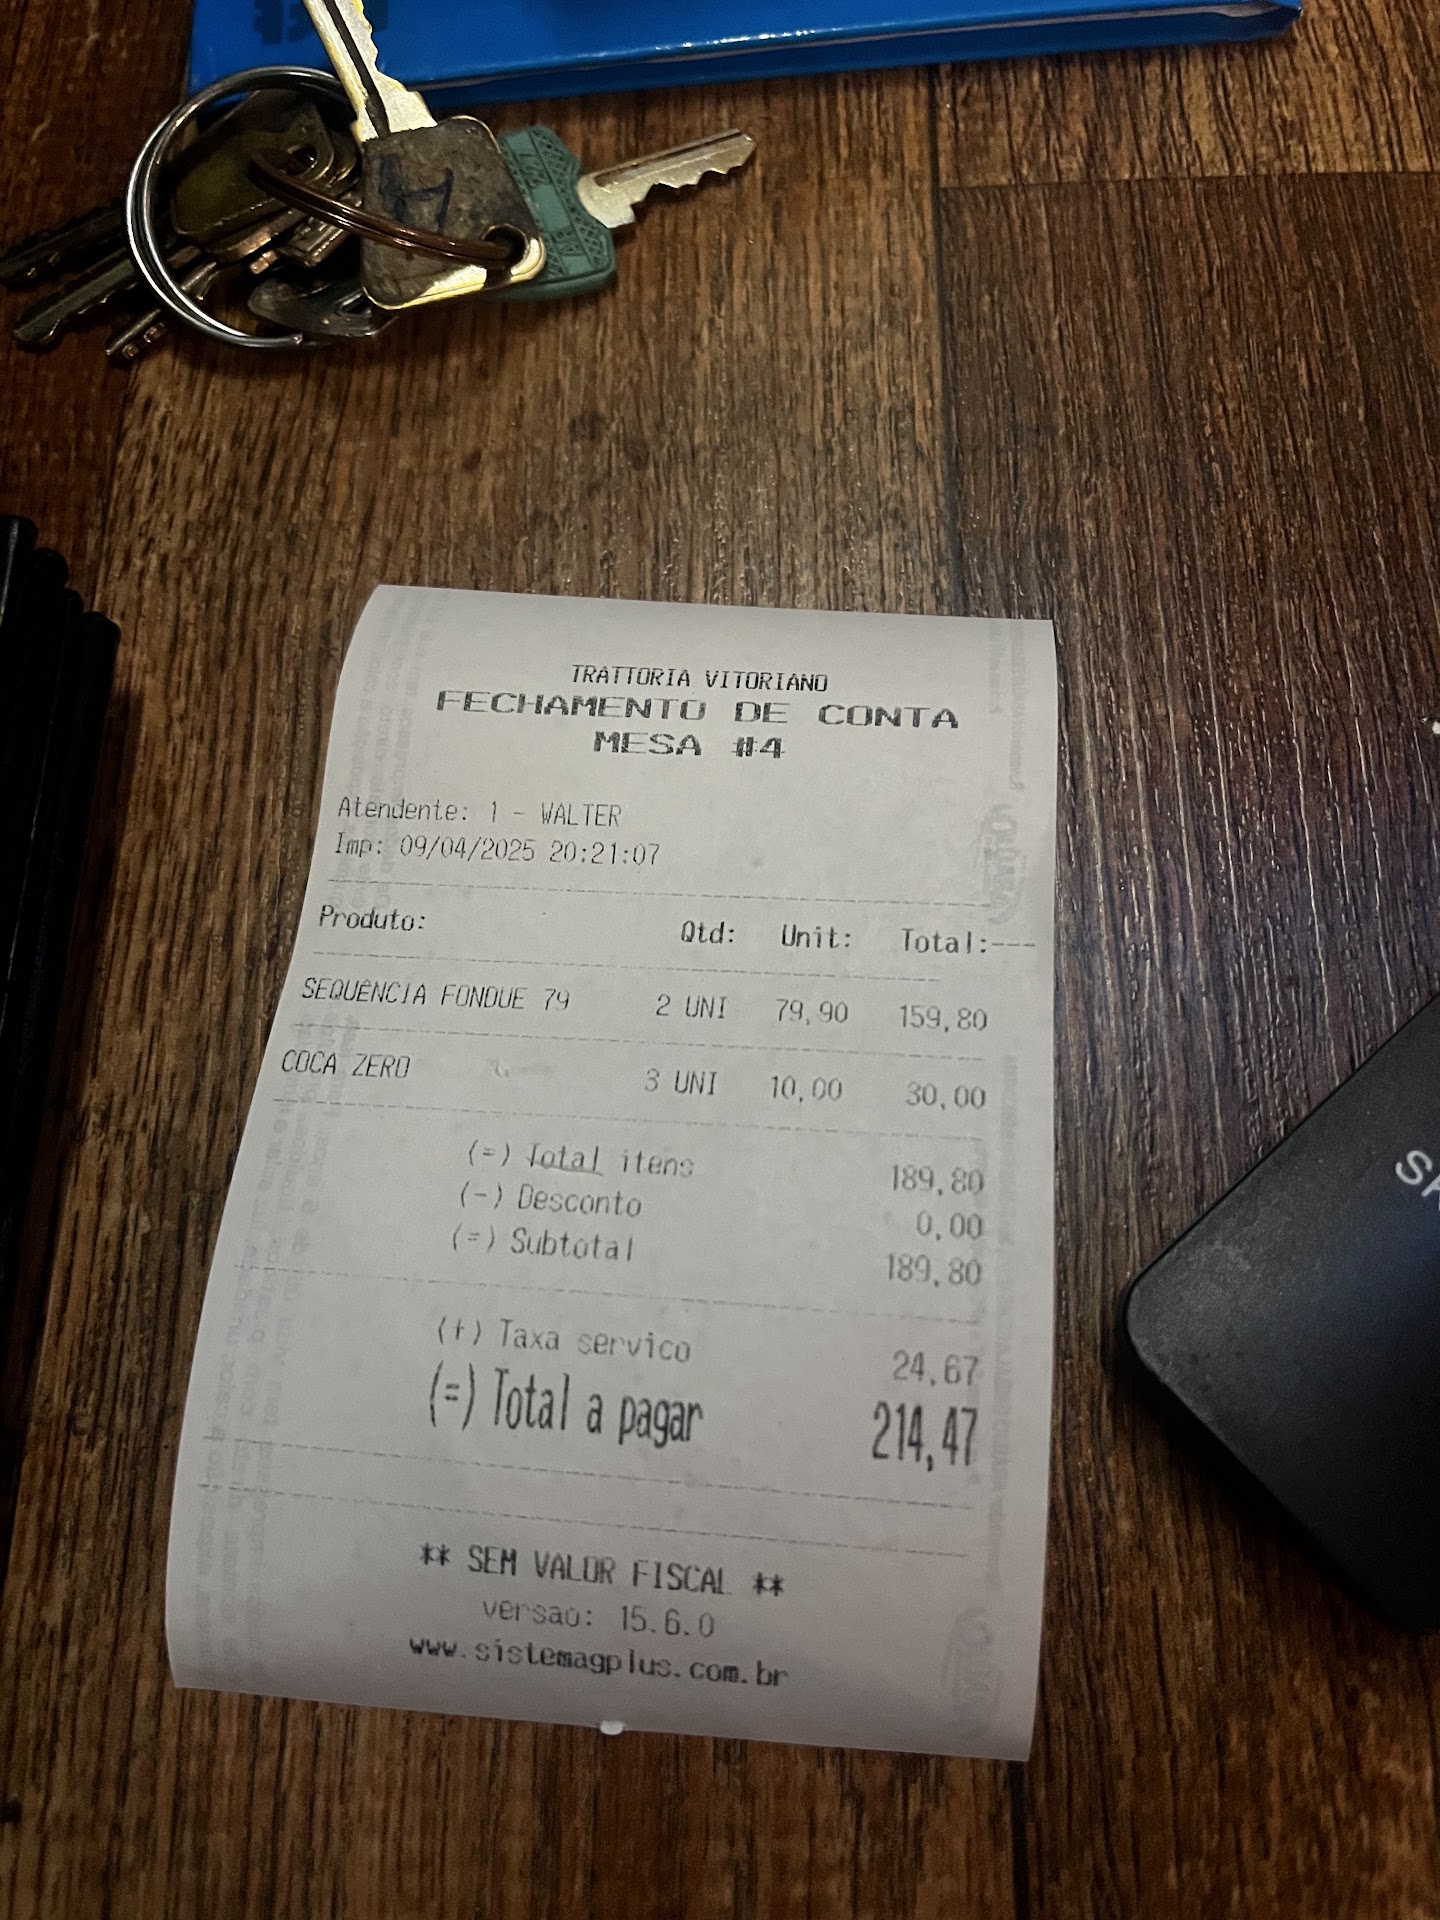 TRATTORIA VITORIANO
FECHAMENTO DE CONTA
MESA #4
Atendente: 1 - WALTER
Imp: 09/04/2025 20:21:07
Produto: Qtd: Unit: Total:---
SEQUÊNCIA FONDUE 79 2 UNI 79,90 159,80
COCA ZERO 3 UNI 10,00 30,00
(=) Total itens 189,80
(-) Desconto 0,00
(=) Subtotal 189,80
(+) Taxa servico 24,67
(=) Total a pagar 214,47
** SEM VALOR FISCAL **
versao: 15.6.0
www.sistemagplus.com.br